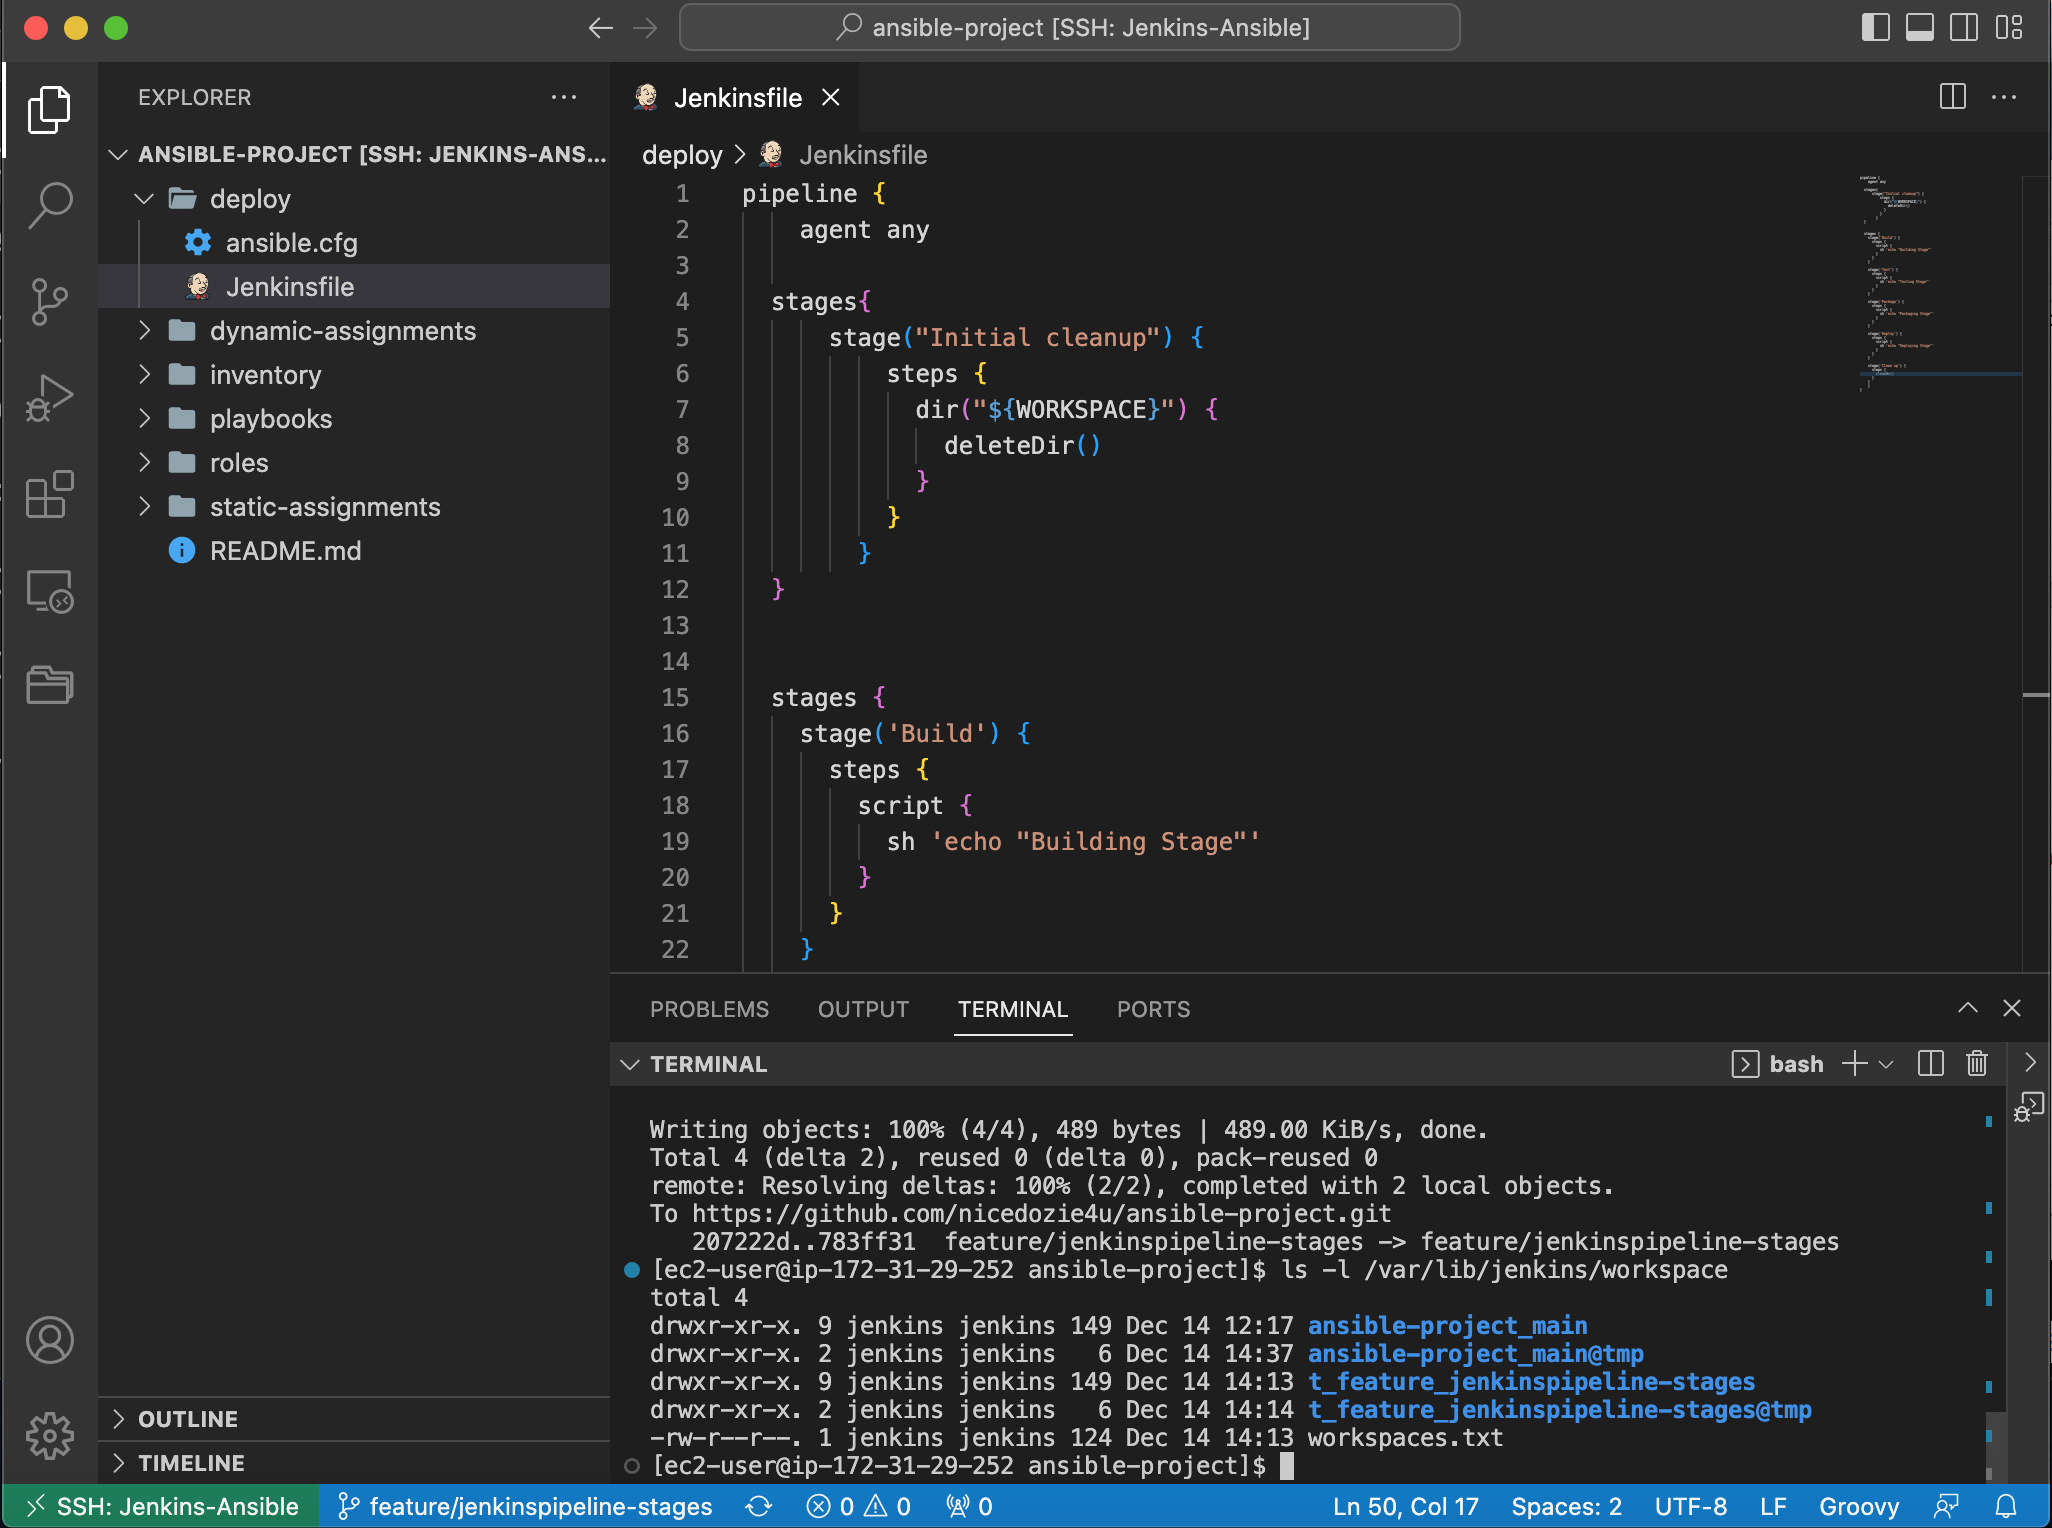 ansible-project [SSH: Jenkins-Ansible]
EXPLORER
ANSIBLE-PROJECT [SSH: JENKINS-ANS...
deploy
ansible.cfg
Jenkinsfile
dynamic-assignments
inventory
playbooks
roles
static-assignments
README.md
OUTLINE
TIMELINE
Jenkinsfile
deploy > Jenkinsfile
1 pipeline {
2 agent any
3
4 stages{
5 stage("Initial cleanup") {
6 steps {
7 dir("${WORKSPACE}") {
8 deleteDir()
9 }
10 }
11 }
12 }
13
14
15 stages {
16 stage('Build') {
17 steps {
18 script {
19 sh 'echo "Building Stage"'
20 }
21 }
22 }
PROBLEMS OUTPUT TERMINAL PORTS
TERMINAL
bash
Writing objects: 100% (4/4), 489 bytes | 489.00 KiB/s, done.
Total 4 (delta 2), reused 0 (delta 0), pack-reused 0
remote: Resolving deltas: 100% (2/2), completed with 2 local objects.
To https://github.com/nicedozie4u/ansible-project.git
207222d..783ff31 feature/jenkinspipeline-stages -> feature/jenkinspipeline-stages
[ec2-user@ip-172-31-29-252 ansible-project]$ ls -l /var/lib/jenkins/workspace
total 4
drwxr-xr-x. 9 jenkins jenkins 149 Dec 14 12:17 ansible-project_main
drwxr-xr-x. 2 jenkins jenkins 6 Dec 14 14:37 ansible-project_main@tmp
drwxr-xr-x. 9 jenkins jenkins 149 Dec 14 14:13 t_feature_jenkinspipeline-stages
drwxr-xr-x. 2 jenkins jenkins 6 Dec 14 14:14 t_feature_jenkinspipeline-stages@tmp
-rw-r--r--. 1 jenkins jenkins 124 Dec 14 14:13 workspaces.txt
[ec2-user@ip-172-31-29-252 ansible-project]$
SSH: Jenkins-Ansible feature/jenkinspipeline-stages 0 0 0 Ln 50, Col 17 Spaces: 2 UTF-8 LF Groovy